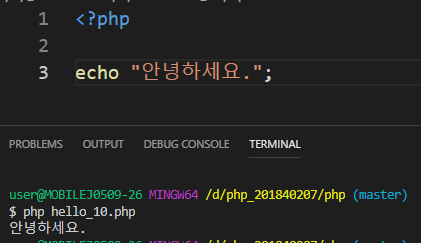 1 <?php
2
3 echo "안녕하세요.";
PROBLEMS OUTPUT DEBUG CONSOLE TERMINAL
user@MOBILEJ0509-26 MINGW64 /d/php_201840207/php (master)
$ php hello_10.php
안녕하세요.